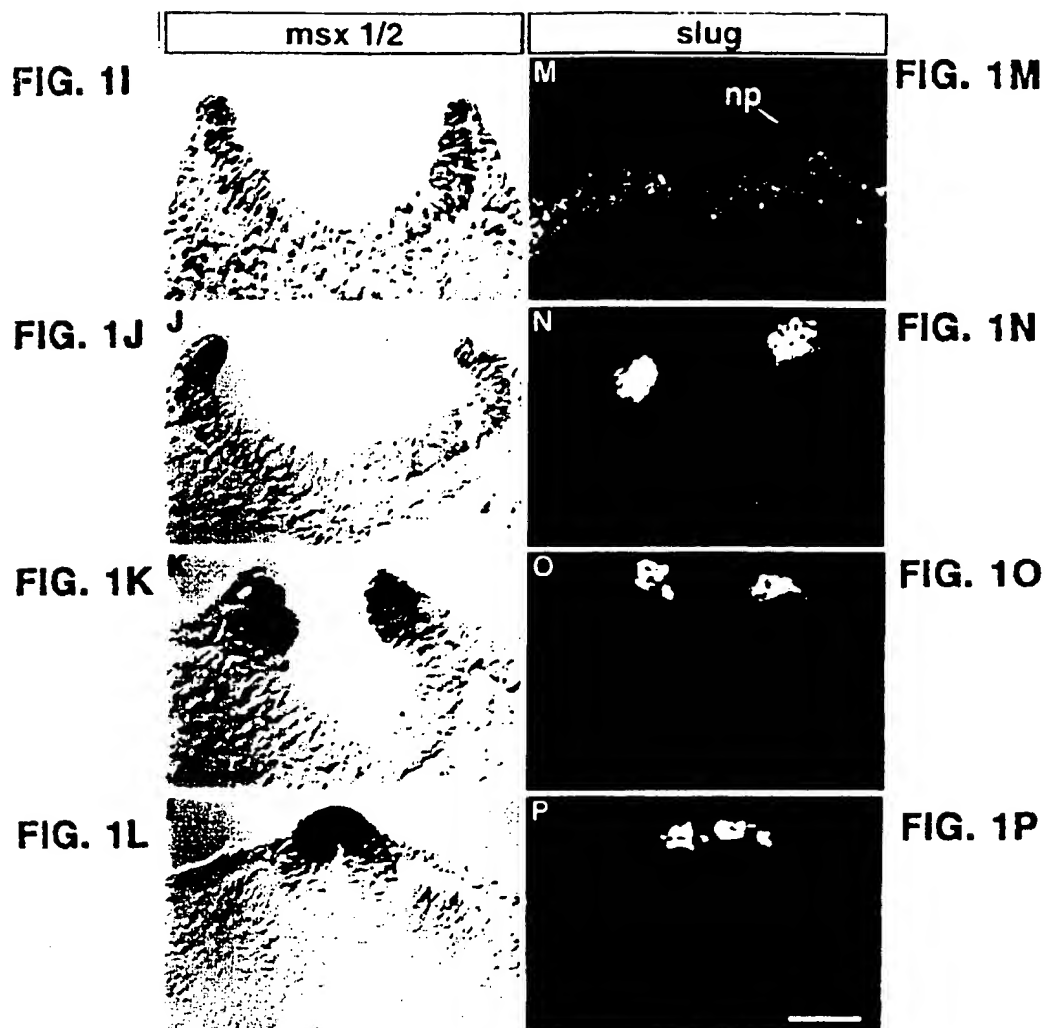 msx 1/2 slug
FIG. 1I M np FIG. 1M
FIG. 1J J N FIG. 1N
FIG. 1K K O FIG. 1O
FIG. 1L P FIG. 1P